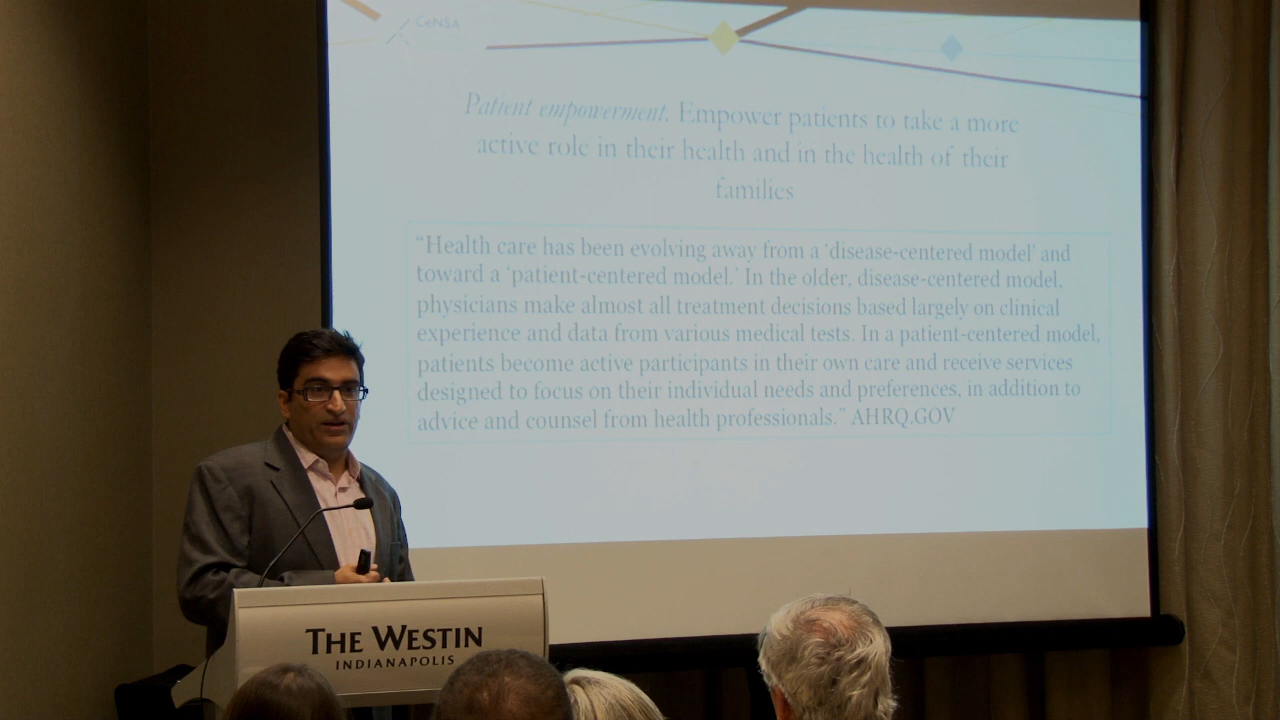 CeNSA
Patient empowerment. Empower patients to take a more
active role in their health and in the health of their
families
“Health care has been evolving away from a ‘disease-centered model’ and
toward a ‘patient-centered model.’ In the older, disease-centered model,
physicians make almost all treatment decisions based largely on clinical
experience and data from various medical tests. In a patient-centered model,
patients become active participants in their own care and receive services
designed to focus on their individual needs and preferences, in addition to
advice and counsel from health professionals.” AHRQ.GOV
THE WESTIN
INDIANAPOLIS